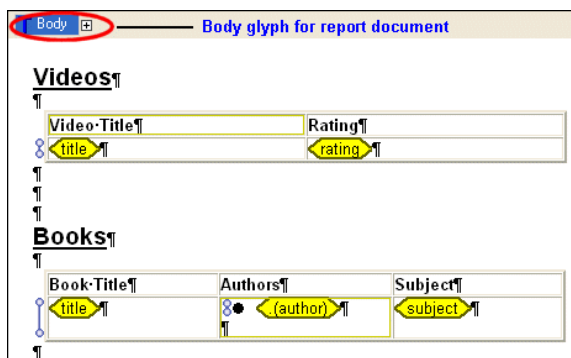 Body Body glyph for report document
Videos¶
¶
Video·Title¶ Rating¶
title ¶ rating ¶
¶
¶
¶
Books¶
¶
Book·Title¶ Authors¶ Subject¶
title ¶ .(author) ¶ subject ¶
¶
¶